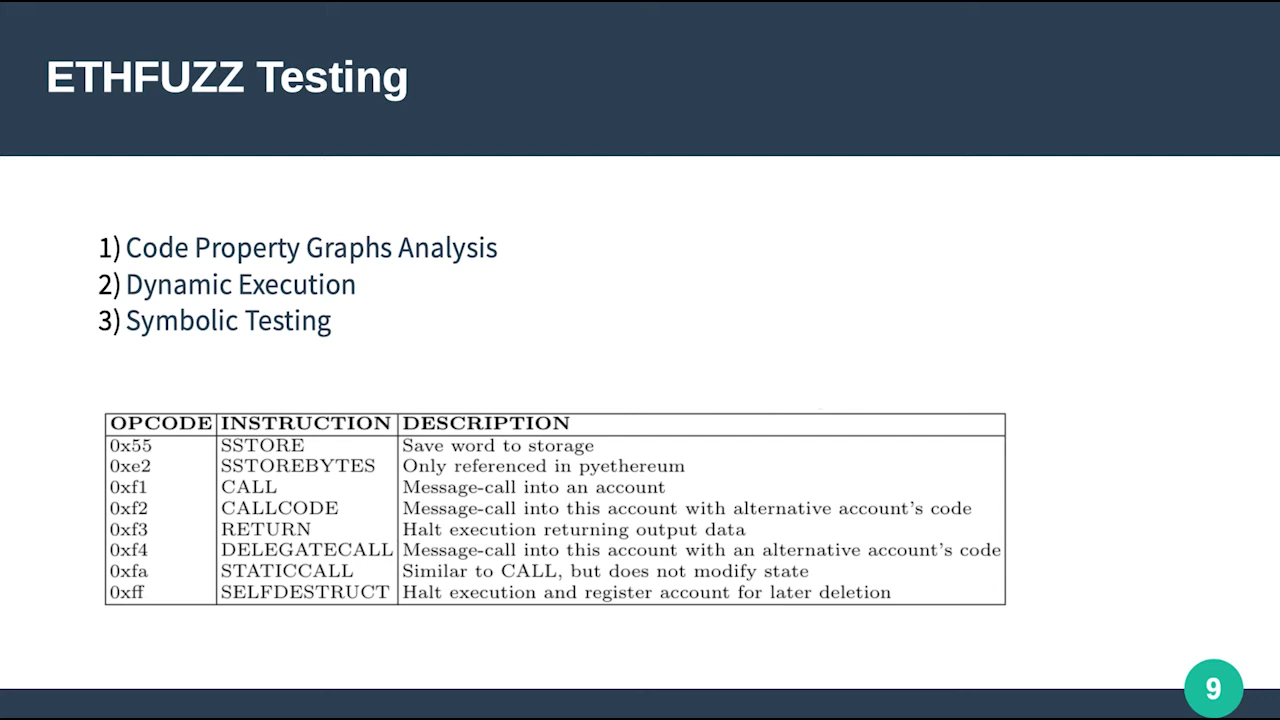 ETHFUZZ Testing
1) Code Property Graphs Analysis
2) Dynamic Execution
3) Symbolic Testing
OPCODE INSTRUCTION DESCRIPTION
0x55 SSTORE Save word to storage
0xe2 SSTOREBYTES Only referenced in pyethereum
0xf1 CALL Message-call into an account
0xf2 CALLCODE Message-call into this account with alternative account's code
0xf3 RETURN Halt execution returning output data
0xf4 DELEGATECALL Message-call into this account with an alternative account's code
0xfa STATICCALL Similar to CALL, but does not modify state
0xff SELFDESTRUCT Halt execution and register account for later deletion
9